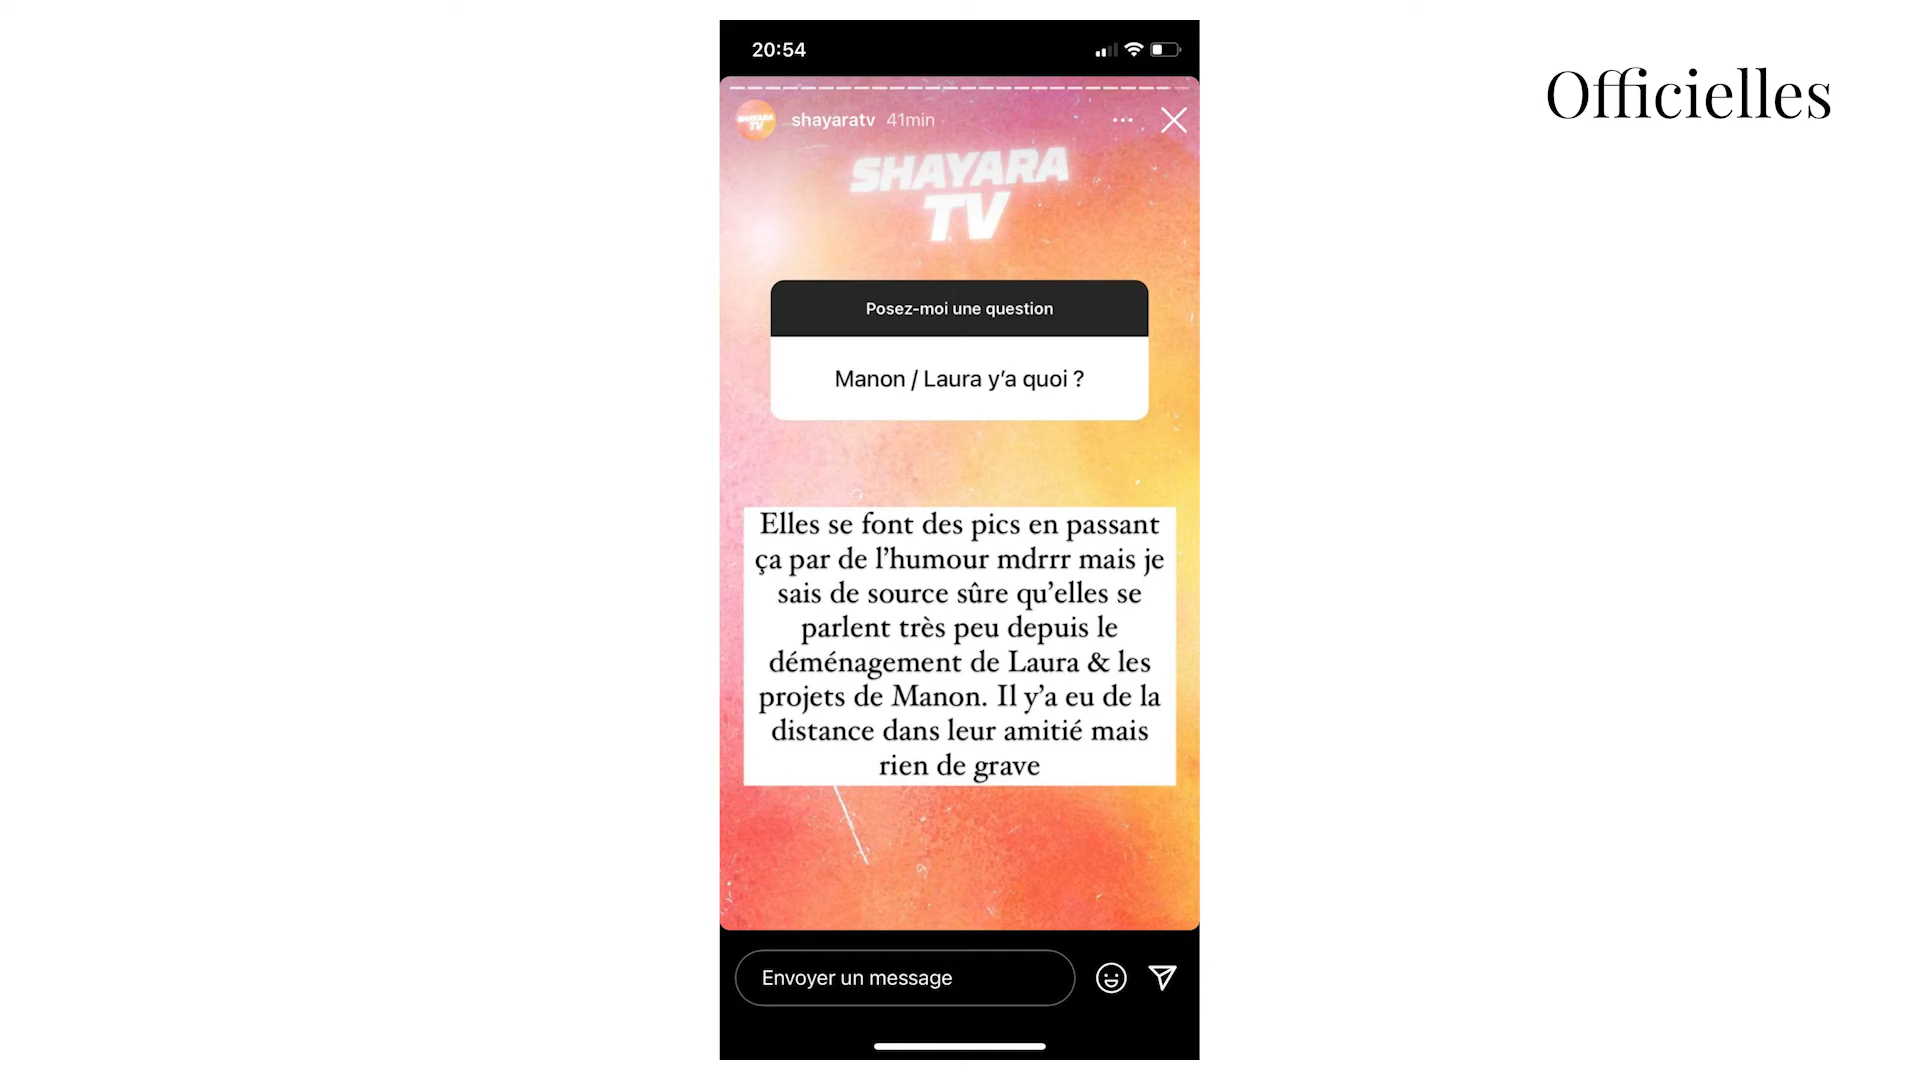 20:54
Officielles
shayaratv 41min
SHAYARA
TV
Posez-moi une question
Manon / Laura y’a quoi ?
Elles se font des pics en passant
ça par de l’humour mdrrr mais je
sais de source sûre qu’elles se
parlent très peu depuis le
déménagement de Laura & les
projets de Manon. Il y’a eu de la
distance dans leur amitié mais
rien de grave
Envoyer un message